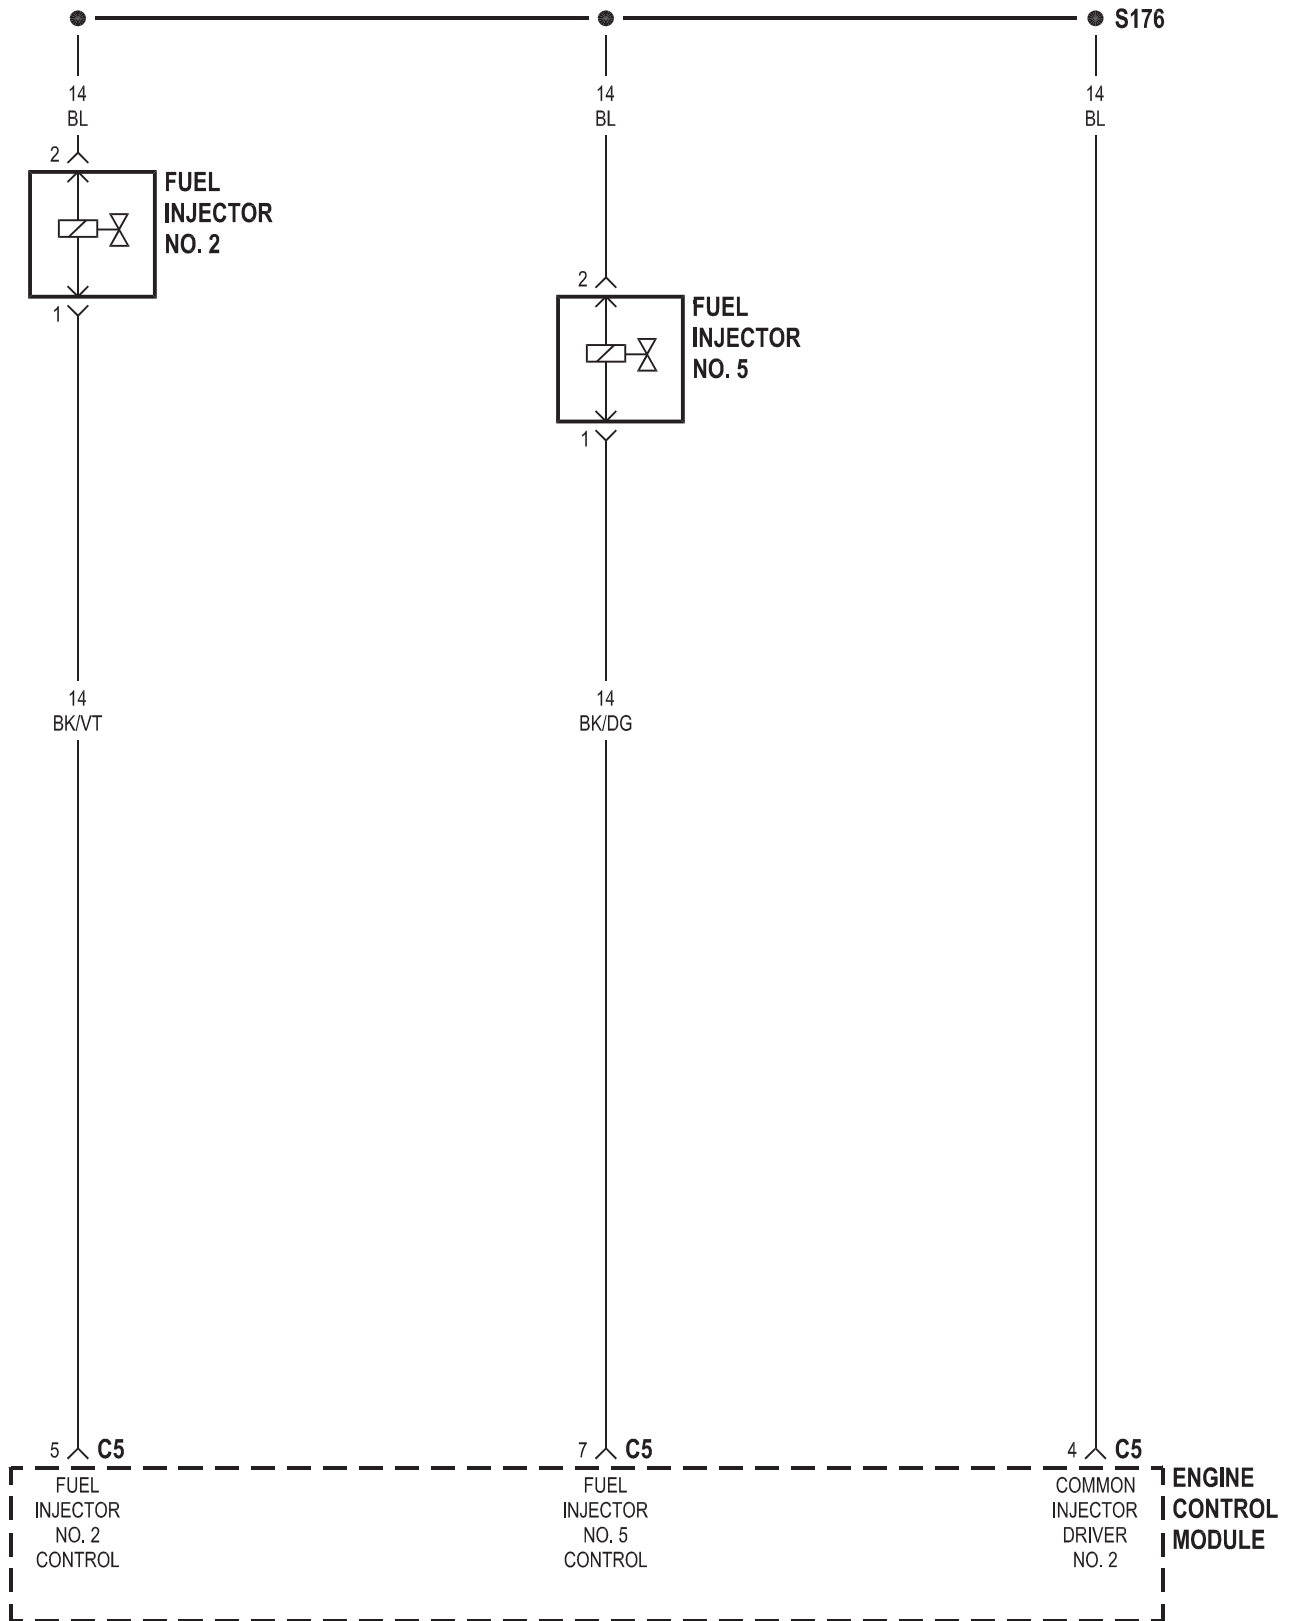 S176
14
BL
14
BL
14
BL
2
FUEL
INJECTOR
NO. 2
1
2
FUEL
INJECTOR
NO. 5
1
14
BK/VT
14
BK/DG
5 C5
7 C5
4 C5
FUEL
INJECTOR
NO. 2
CONTROL
FUEL
INJECTOR
NO. 5
CONTROL
COMMON
INJECTOR
DRIVER
NO. 2
ENGINE
CONTROL
MODULE